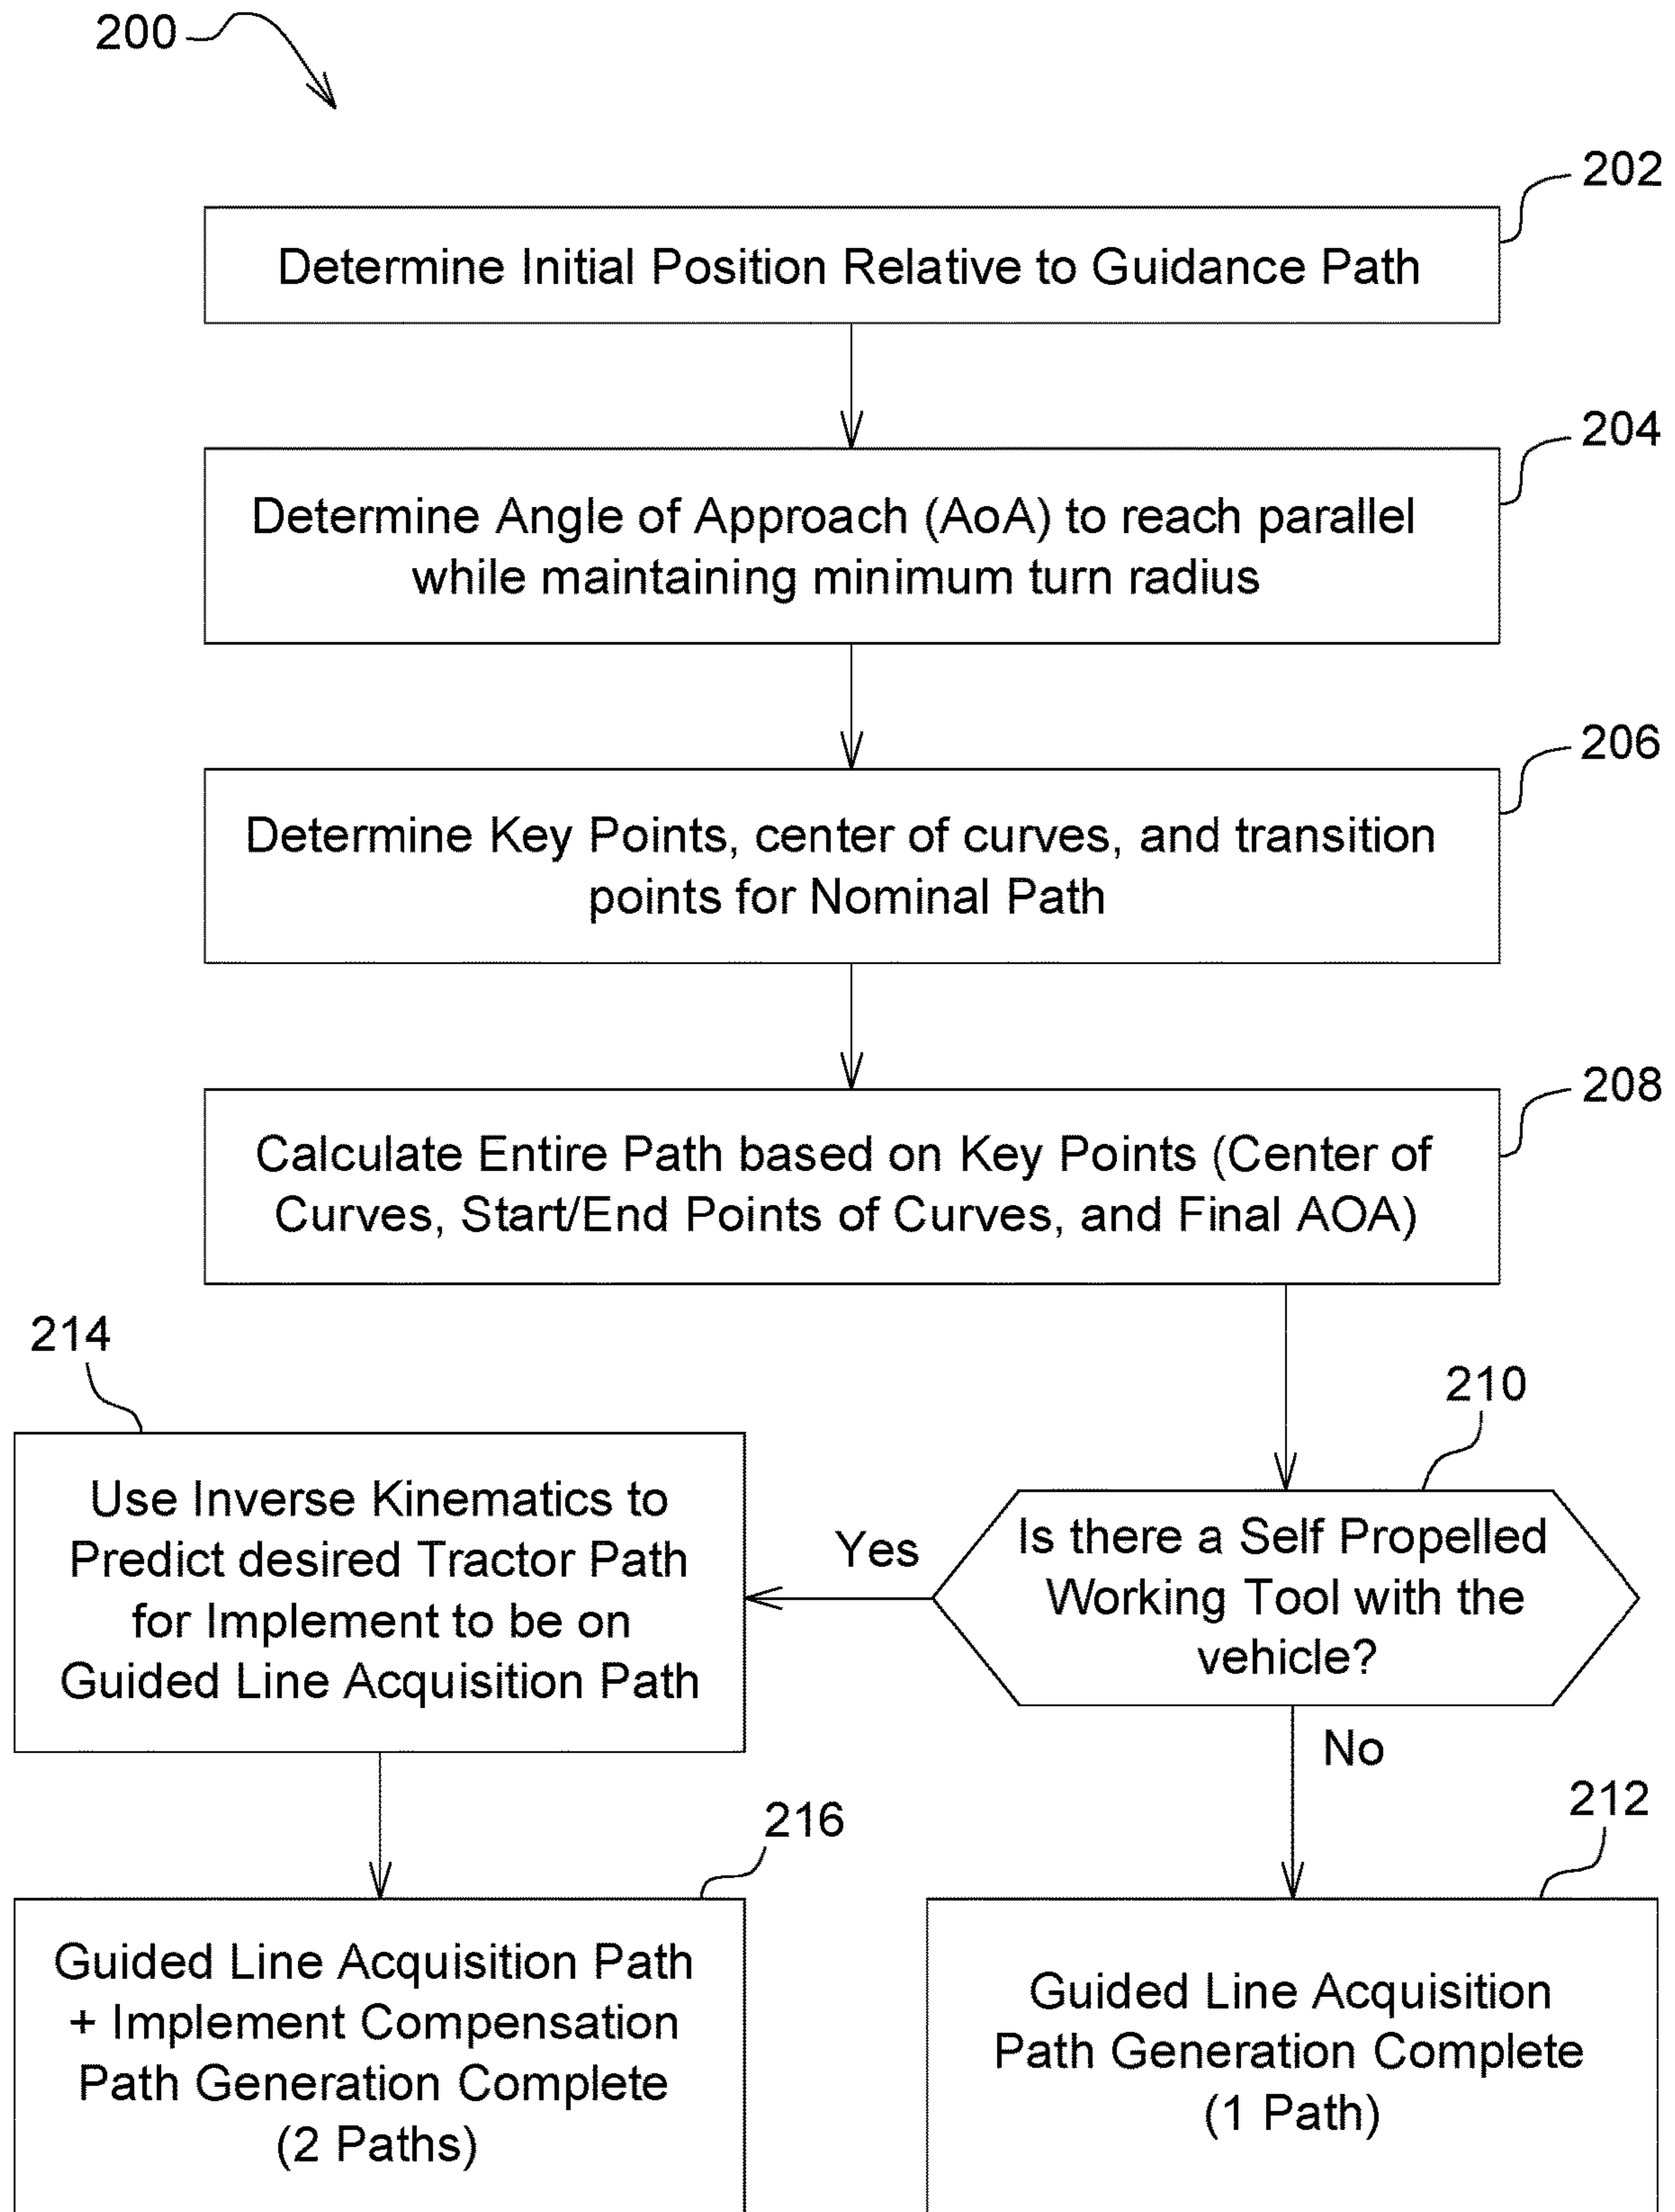 200
202
Determine Initial Position Relative to Guidance Path
204
Determine Angle of Approach (AoA) to reach parallel
while maintaining minimum turn radius
206
Determine Key Points, center of curves, and transition
points for Nominal Path
208
Calculate Entire Path based on Key Points (Center of
Curves, Start/End Points of Curves, and Final AOA)
214
210
Use Inverse Kinematics to
Predict desired Tractor Path
for Implement to be on
Guided Line Acquisition Path
Yes
Is there a Self Propelled
Working Tool with the
vehicle?
No
216
212
Guided Line Acquisition Path
+ Implement Compensation
Path Generation Complete
(2 Paths)
Guided Line Acquisition
Path Generation Complete
(1 Path)